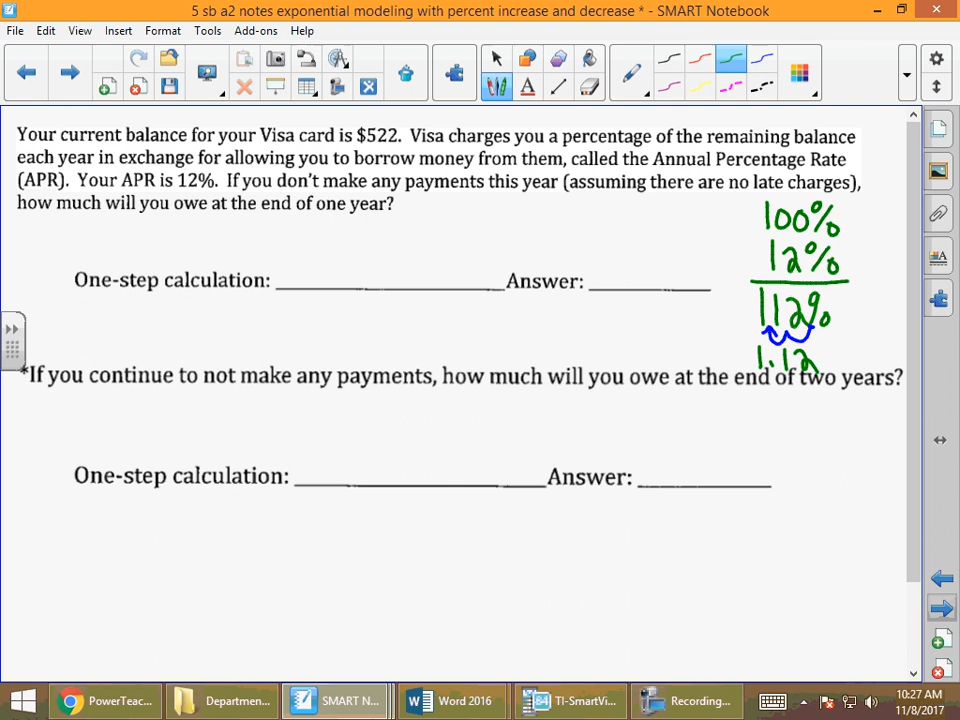 5 sb a2 notes exponential modeling with percent increase and decrease * - SMART Notebook
File Edit View Insert Format Tools Add-ons Help
Your current balance for your Visa card is $522. Visa charges you a percentage of the remaining balance
each year in exchange for allowing you to borrow money from them, called the Annual Percentage Rate
(APR). Your APR is 12%. If you don't make any payments this year (assuming there are no late charges),
how much will you owe at the end of one year?
100%
12%
One-step calculation: ____________________ Answer: __________
112%
1.12
*If you continue to not make any payments, how much will you owe at the end of two years?
One-step calculation: ____________________ Answer: __________
PowerTeac... Departmen... SMART N... Word 2016 TI-SmartVi... Recording...
10:27 AM
11/8/2017